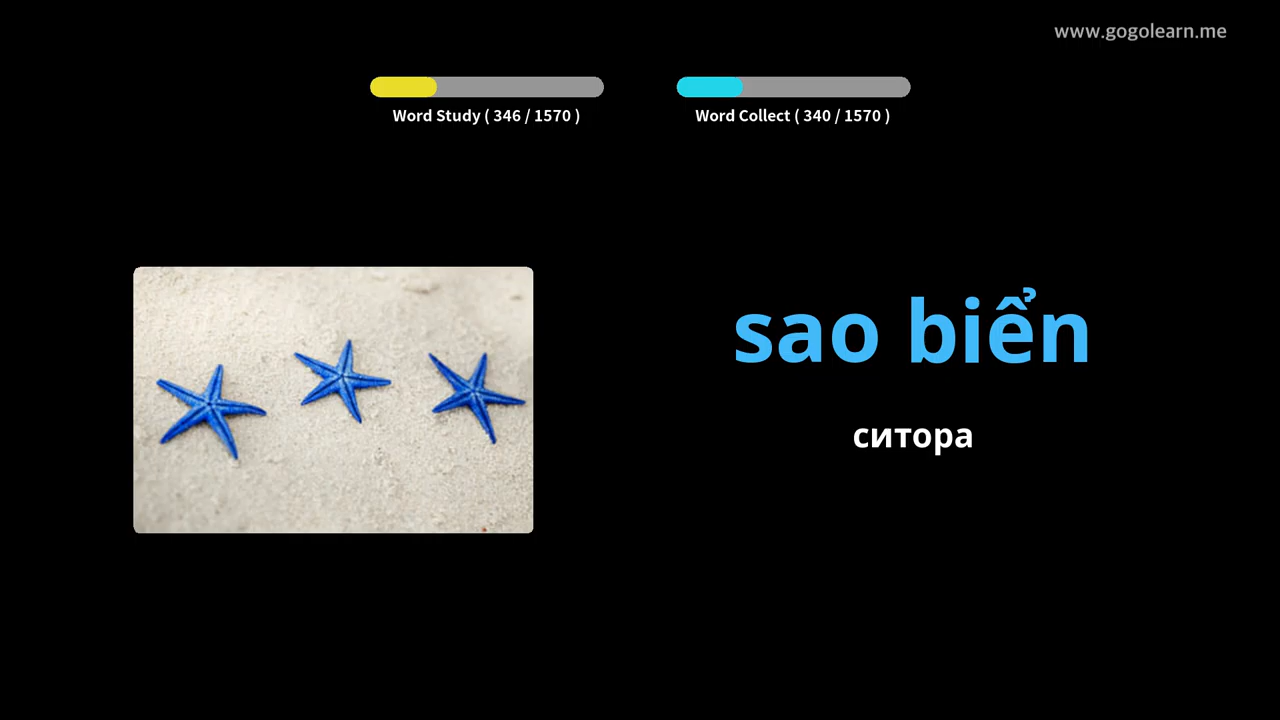 www.gogolearn.me
Word Study ( 346 / 1570 )
Word Collect ( 340 / 1570 )
sao biển
ситора